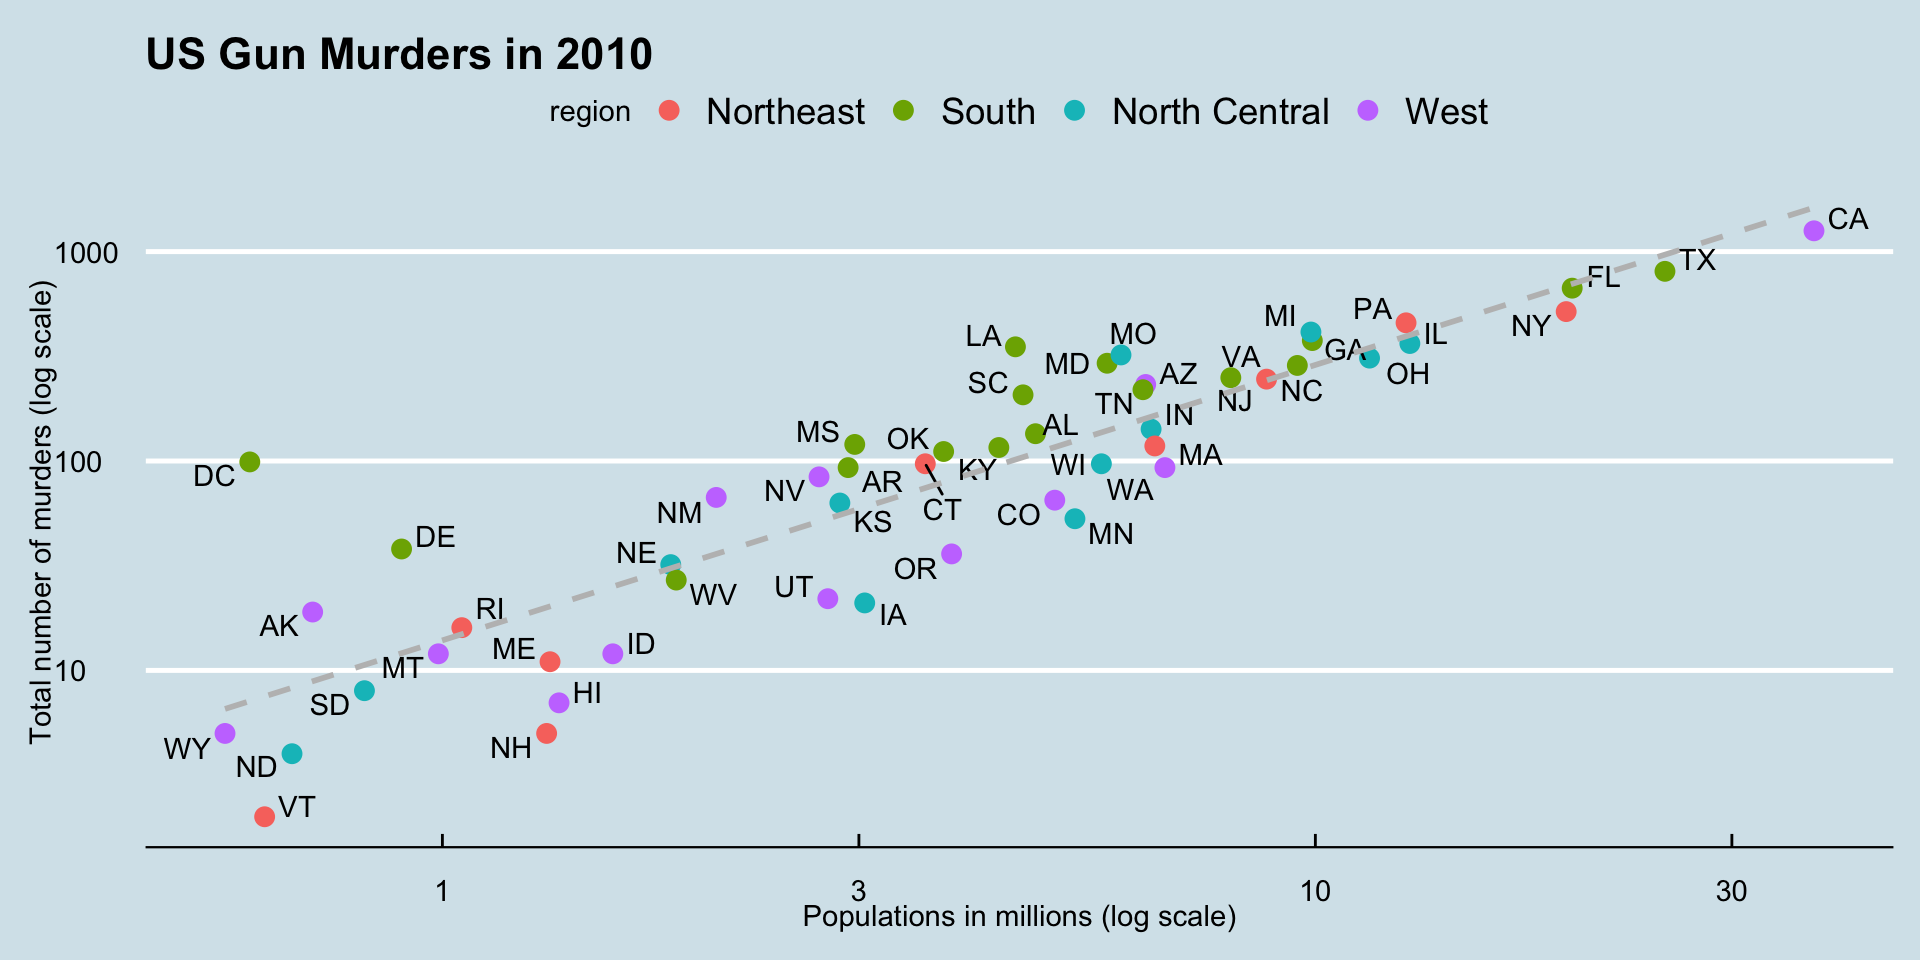 US Gun Murders in 2010
region Northeast South North Central West
Total number of murders (log scale)
1000
100
10
CA
TX
FL
NY
PA
IL
MI
GA
OH
LA
MO
MD
VA
AZ
SC
TN
NJ
NC
IN
AL
MS
OK
MA
WI
KY
DC
AR
NV
WA
NM
CT
CO
KS
MN
DE
NE
OR
UT
WV
RI
IA
AK
ME
ID
MT
HI
SD
WY
NH
ND
VT
1
3
10
30
Populations in millions (log scale)